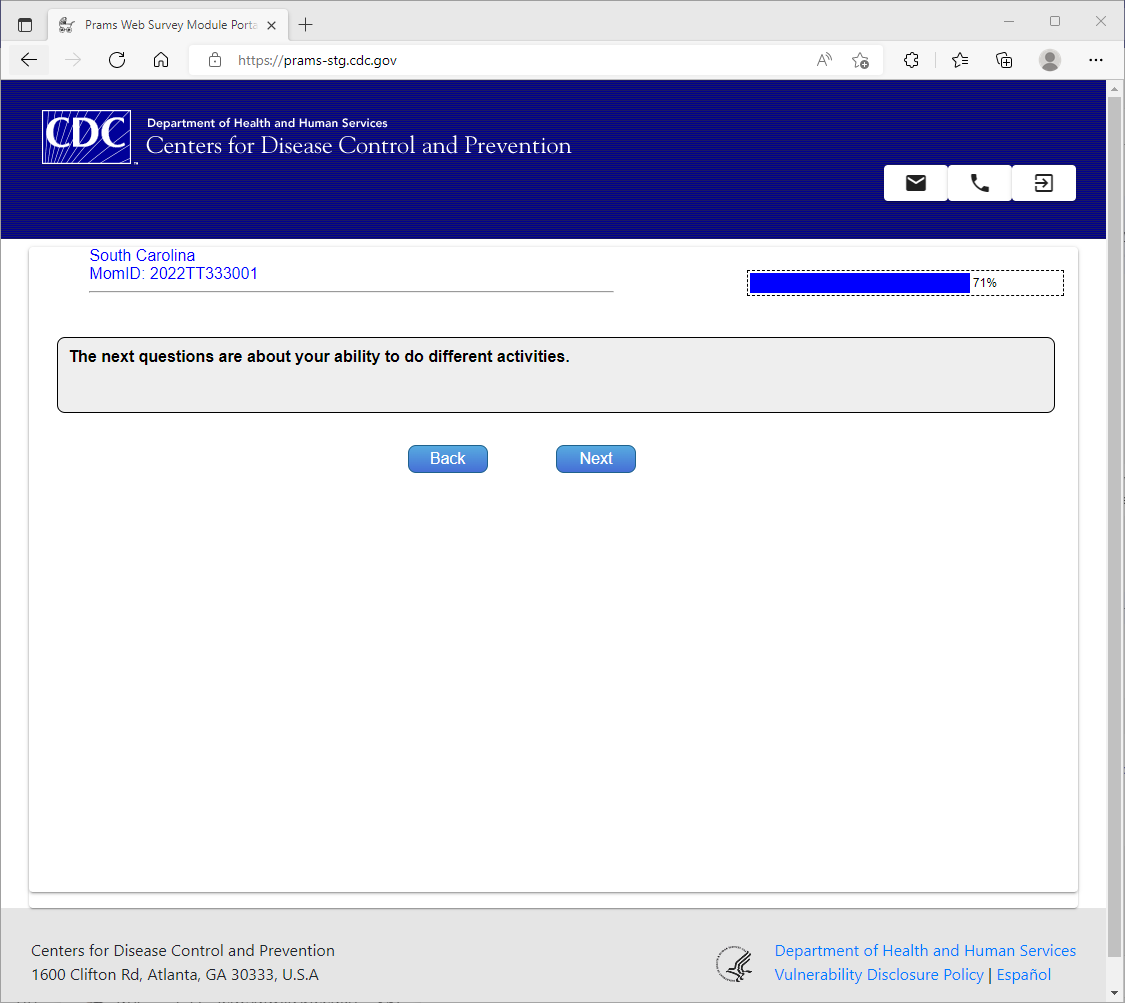 Prams Web Survey Module Porta
https://prams-stg.cdc.gov
CDC
Department of Health and Human Services
Centers for Disease Control and Prevention
South Carolina
MomID: 2022TT333001
71%
The next questions are about your ability to do different activities.
Back
Next
Centers for Disease Control and Prevention
1600 Clifton Rd, Atlanta, GA 30333, U.S.A
Department of Health and Human Services
Vulnerability Disclosure Policy | Español